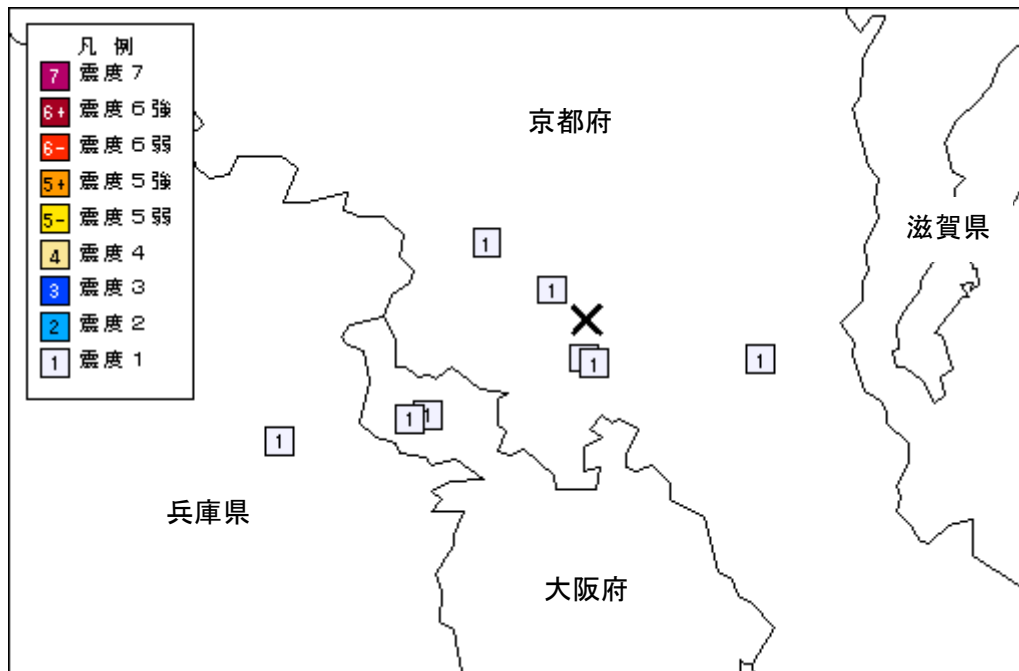 凡 例
7 震度7
6+ 震度6強
6- 震度6弱
5+ 震度5強
5- 震度5弱
4 震度4
3 震度3
2 震度2
1 震度1
京都府
滋賀県
1
1
1
1
1
1
1
兵庫県
大阪府